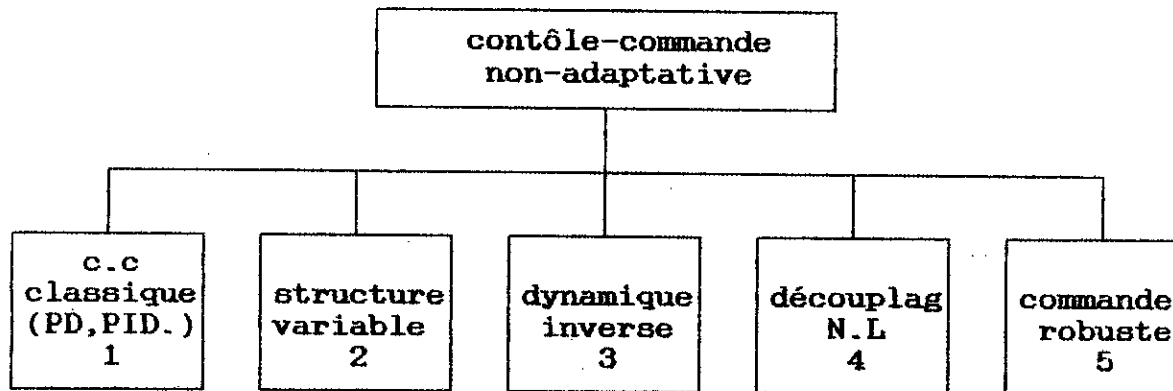 contôle-commande
non-adaptative
c.c
classique
(PD,PID.)
1
structure
variable
2
dynamique
inverse
3
découplag
N.L
4
commande
robuste
5